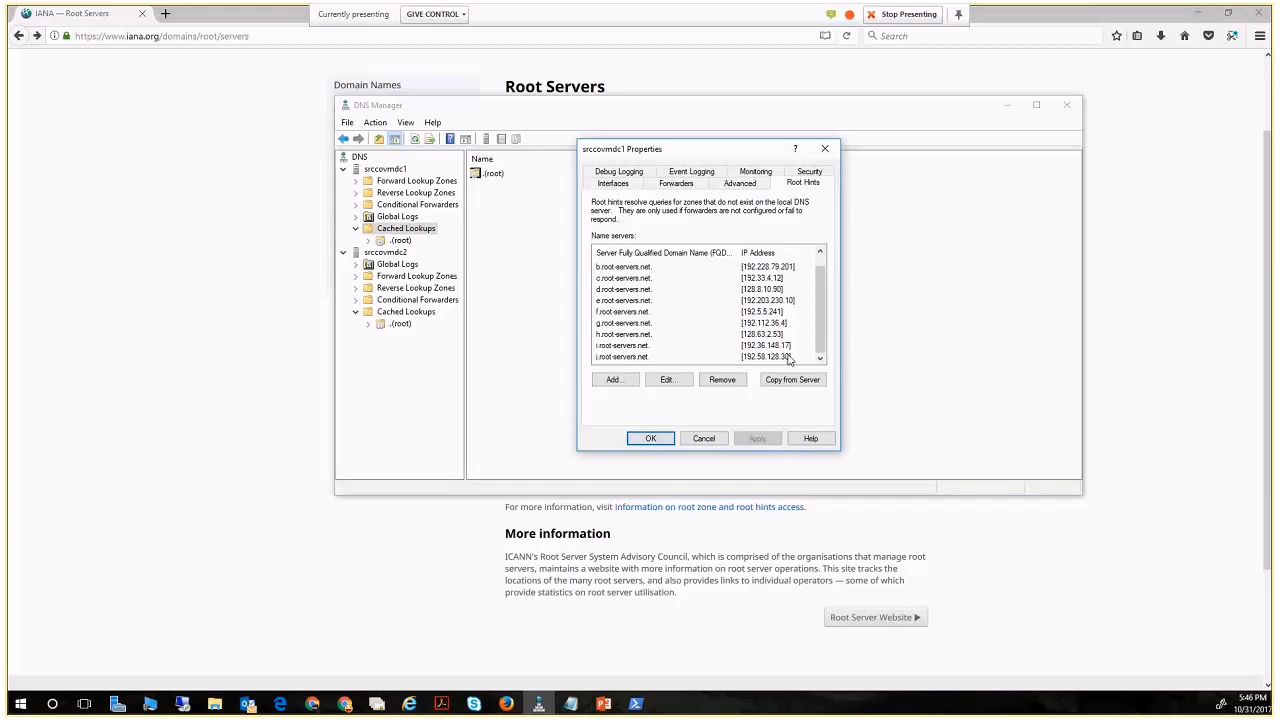 IANA — Root Servers
Currently presenting
GIVE CONTROL
Stop Presenting
https://www.iana.org/domains/root/servers
Search
Domain Names
Root Servers
DNS Manager
File Action View Help
DNS
srccovmdc1
Forward Lookup Zones
Reverse Lookup Zones
Conditional Forwarders
Global Logs
Cached Lookups
.(root)
srccovmdc2
Global Logs
Forward Lookup Zones
Reverse Lookup Zones
Conditional Forwarders
Cached Lookups
.(root)
Name
.(root)
srccovmdc1 Properties
Debug Logging Event Logging Monitoring Security
Interfaces Forwarders Advanced Root Hints
Root hints resolve queries for zones that do not exist on the local DNS
server. They are only used if forwarders are not configured or fail to
respond.
Name servers:
Server Fully Qualified Domain Name (FQD... IP Address
b.root-servers.net. [192.228.79.201]
c.root-servers.net. [192.33.4.12]
d.root-servers.net. [128.8.10.90]
e.root-servers.net. [192.203.230.10]
f.root-servers.net. [192.5.5.241]
g.root-servers.net. [192.112.36.4]
h.root-servers.net. [128.63.2.53]
i.root-servers.net. [192.36.148.17]
j.root-servers.net. [192.58.128.30]
Add... Edit... Remove Copy from Server
OK Cancel Apply Help
For more information, visit information on root zone and root hints access.
More information
ICANN's Root Server System Advisory Council, which is comprised of the organisations that manage root
servers, maintains a website with more information on root server operations. This site tracks the
locations of the many root servers, and also provides links to individual operators — some of which
provide statistics on root server utilisation.
Root Server Website ▶
5:46 PM
10/31/2017